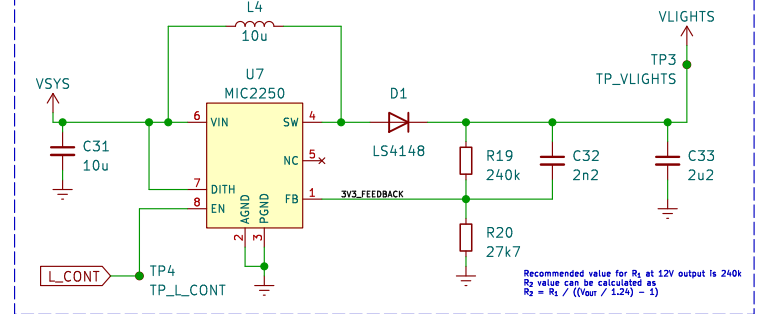 L4
10u
VLIGHTS
TP3
TP_VLIGHTS
VSYS
U7
MIC2250
D1
LS4148
C31
10u
6
VIN
SW
4
NC
5
7
DITH
8
EN
FB
1
3V3_FEEDBACK
AGND
PGND
2
3
R19
240k
C32
2n2
C33
2u2
R20
27k7
L_CONT
TP4
TP_L_CONT
Recommended value for R₁ at 12V output is 240k
R₂ value can be calculated as
R₂ = R₁ / ((Vₒᵤₜ / 1.24) - 1)